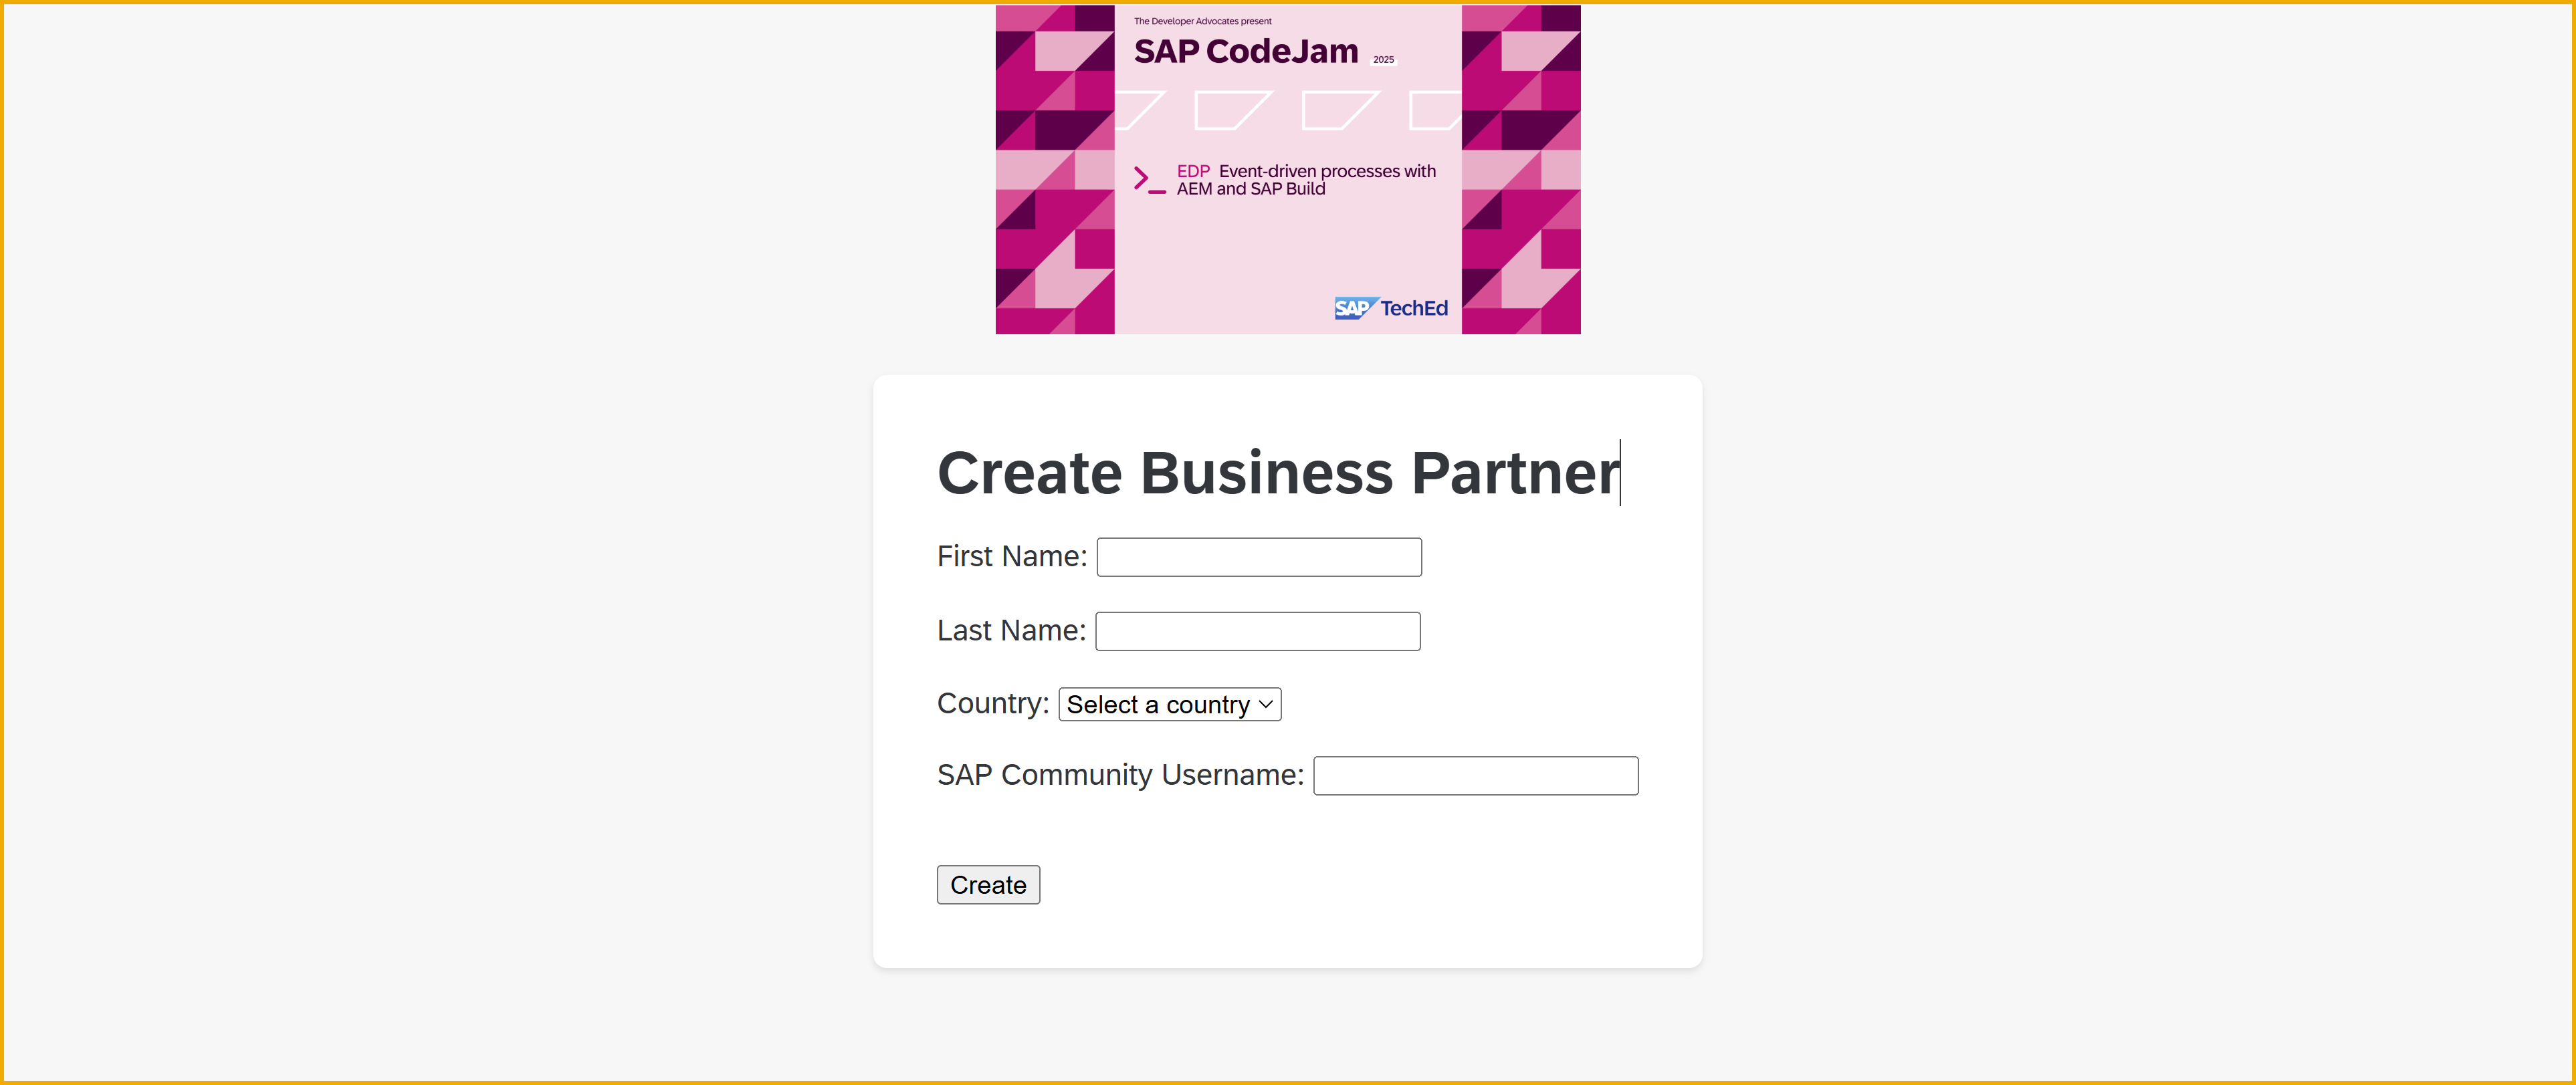 The Developer Advocates present
SAP CodeJam 2025
EDP Event-driven processes with
AEM and SAP Build
SAP TechEd
Create Business Partner
First Name:
Last Name:
Country: Select a country
SAP Community Username:
Create